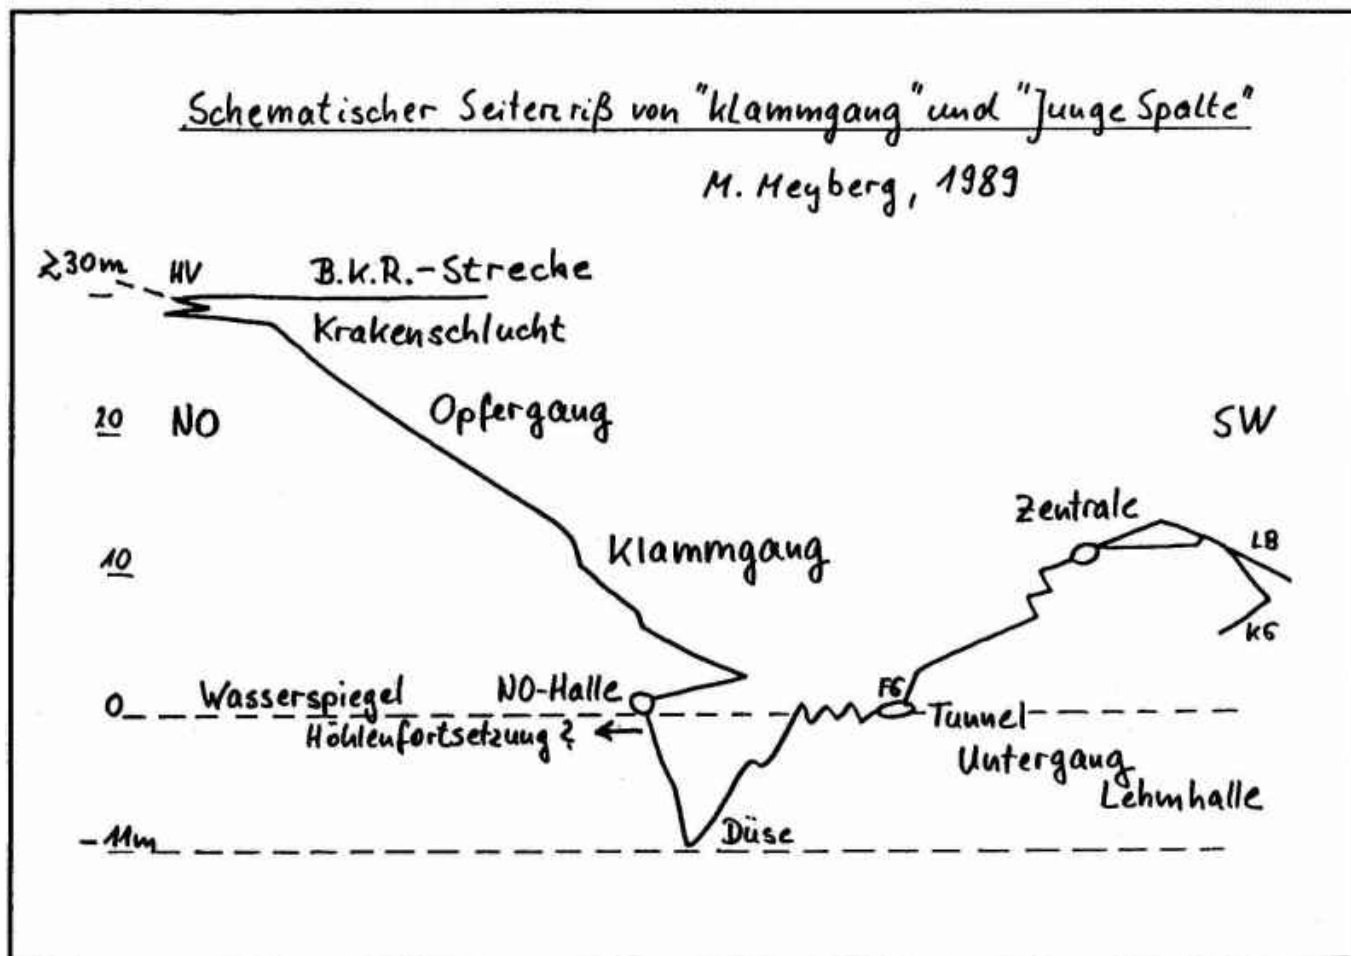 Schematischer Seitenriß von "Klammgang" und "Junge Spalte"
M. Meyberg, 1989
≥30m HV B.K.R.-Strecke
Krakenschlucht
20 NO Opfergang SW
Zentrale
10 Klammgang LB
KG
0 Wasserspiegel NO-Halle FG Tunnel
Höhlenfortsetzung? Untergang
Lehmhalle
-11m Düse